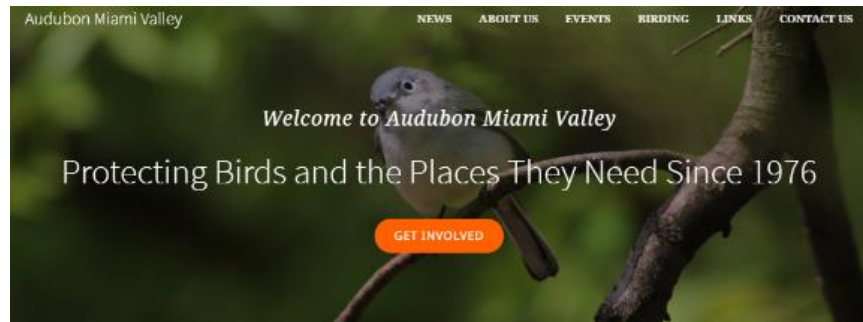 Audubon Miami Valley
NEWS ABOUT US EVENTS BIRDING LINKS CONTACT US
Welcome to Audubon Miami Valley
Protecting Birds and the Places They Need Since 1976
GET INVOLVED